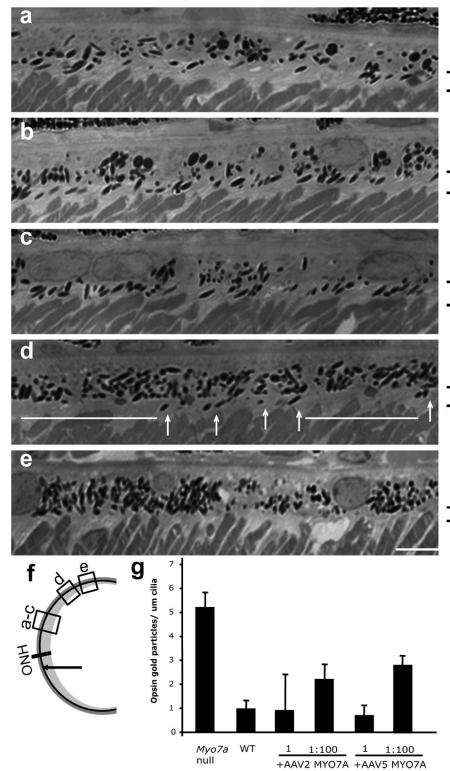 a
b
c
d
e
f
g
e
d
a-c
ONH
Opsin gold particles/ um cilia
7
6
5
4
3
2
1
0
Myo7a null
WT
1 1:100 1 1:100
+AAV2 MYO7A +AAV5 MYO7A